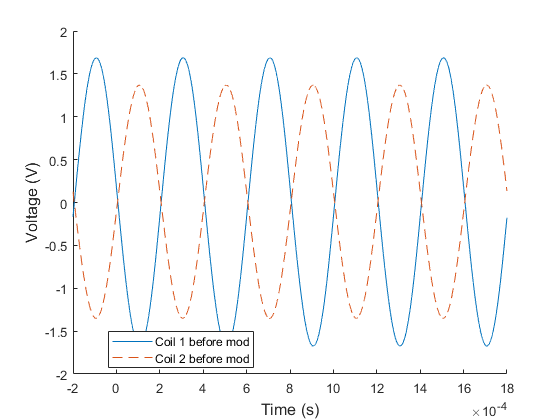 2
1.5
1
0.5
0
-0.5
-1
-1.5
-2
Voltage (V)
Coil 1 before mod
Coil 2 before mod
-2 0 2 4 6 8 10 12 14 16 18
×10-4
Time (s)